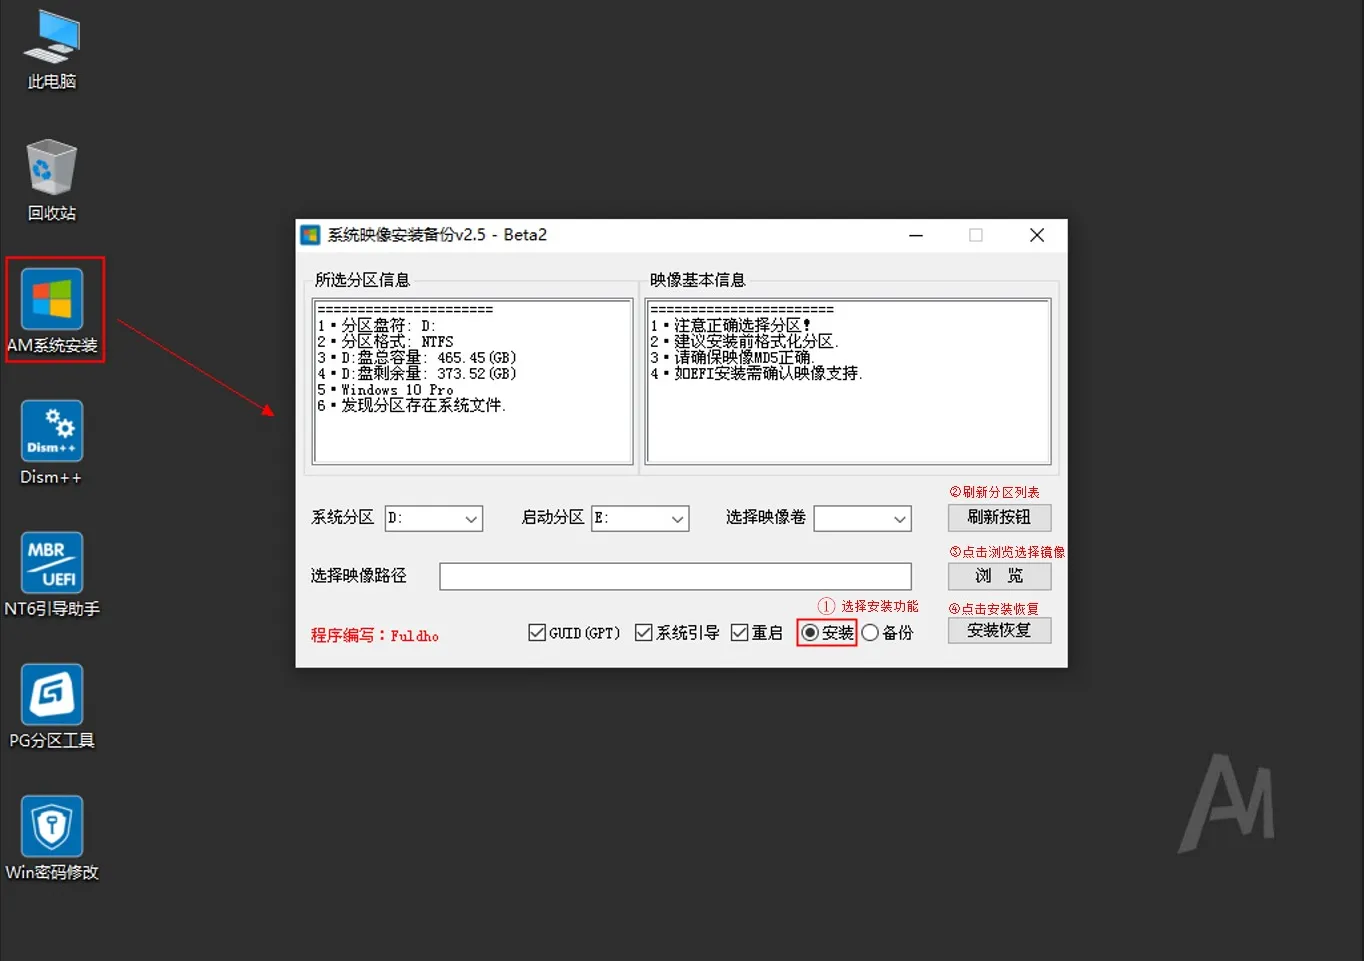 此电脑
回收站
AM系统安装
Dism++
Dism++
MBR
UEFI
NT6引导助手
PG分区工具
Win密码修改
系统映像安装备份v2.5 - Beta2
所选分区信息
======================
1▪分区盘符: D:
2▪分区格式: NTFS
3▪D:盘总容量: 465.45(GB)
4▪D:盘剩余量: 373.52(GB)
5▪Windows 10 Pro
6▪发现分区存在系统文件.
映像基本信息
=======================
1▪注意正确选择分区!
2▪建议安装前格式化分区.
3▪请确保映像MD5正确.
4▪如EFI安装需确认映像支持.
②刷新分区列表
系统分区 D: 启动分区 E: 选择映像卷 刷新按钮
③点击浏览选择镜像
选择映像路径 浏 览
① 选择安装功能 ④点击安装恢复
程序编写：Fuldho GUID(GPT) 系统引导 重启 安装 备份 安装恢复
AM